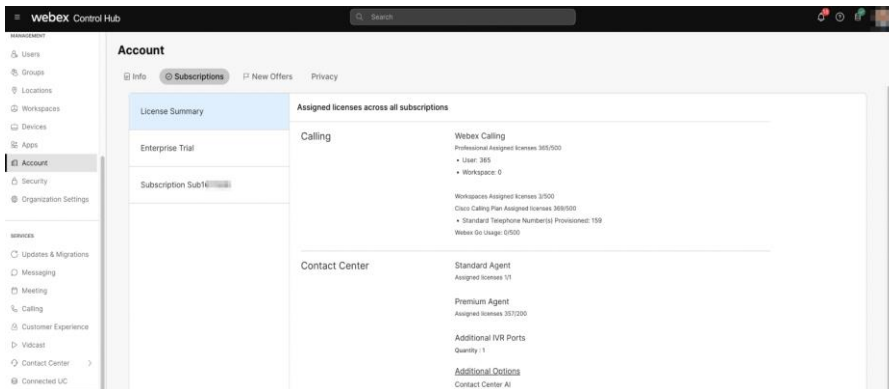 webex Control Hub
Search
MANAGEMENT
Users
Groups
Locations
Workspaces
Devices
Apps
Account
Security
Organization Settings
SERVICES
Updates & Migrations
Messaging
Meeting
Calling
Customer Experience
Vidcast
Contact Center
Connected UC
Account
Info Subscriptions New Offers Privacy
License Summary
Enterprise Trial
Subscription Sub16
Assigned licenses across all subscriptions
Calling
Webex Calling
Professional Assigned licenses 365/500
• User: 365
• Workspace: 0
Workspaces Assigned licenses 3/500
Cisco Calling Plan Assigned licenses 369/500
• Standard Telephone Number(s) Provisioned: 159
Webex Go Usage: 0/500
Contact Center
Standard Agent
Assigned licenses 1/1
Premium Agent
Assigned licenses 357/200
Additional IVR Ports
Quantity : 1
Additional Options
Contact Center AI